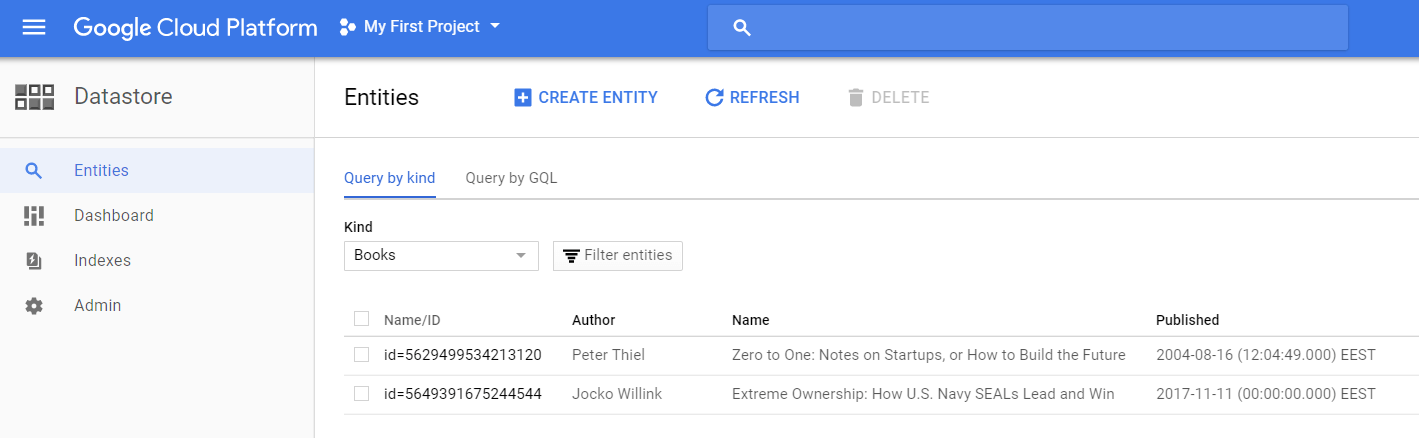 Google Cloud Platform My First Project
Datastore
Entities CREATE ENTITY REFRESH DELETE
Entities
Dashboard
Indexes
Admin
Query by kind Query by GQL
Kind
Books Filter entities
Name/ID Author Name Published
id=5629499534213120 Peter Thiel Zero to One: Notes on Startups, or How to Build the Future 2004-08-16 (12:04:49.000) EEST
id=5649391675244544 Jocko Willink Extreme Ownership: How U.S. Navy SEALs Lead and Win 2017-11-11 (00:00:00.000) EEST